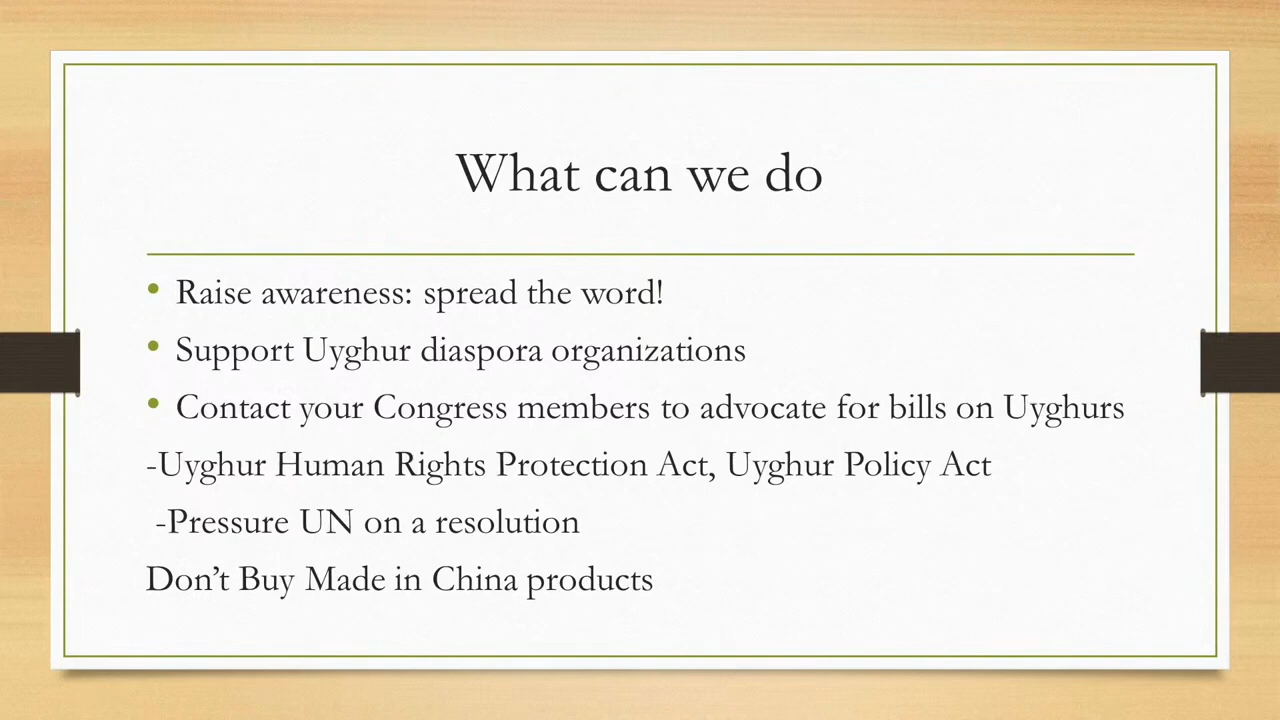 What can we do
• Raise awareness: spread the word!
• Support Uyghur diaspora organizations
• Contact your Congress members to advocate for bills on Uyghurs
-Uyghur Human Rights Protection Act, Uyghur Policy Act
-Pressure UN on a resolution
Don’t Buy Made in China products